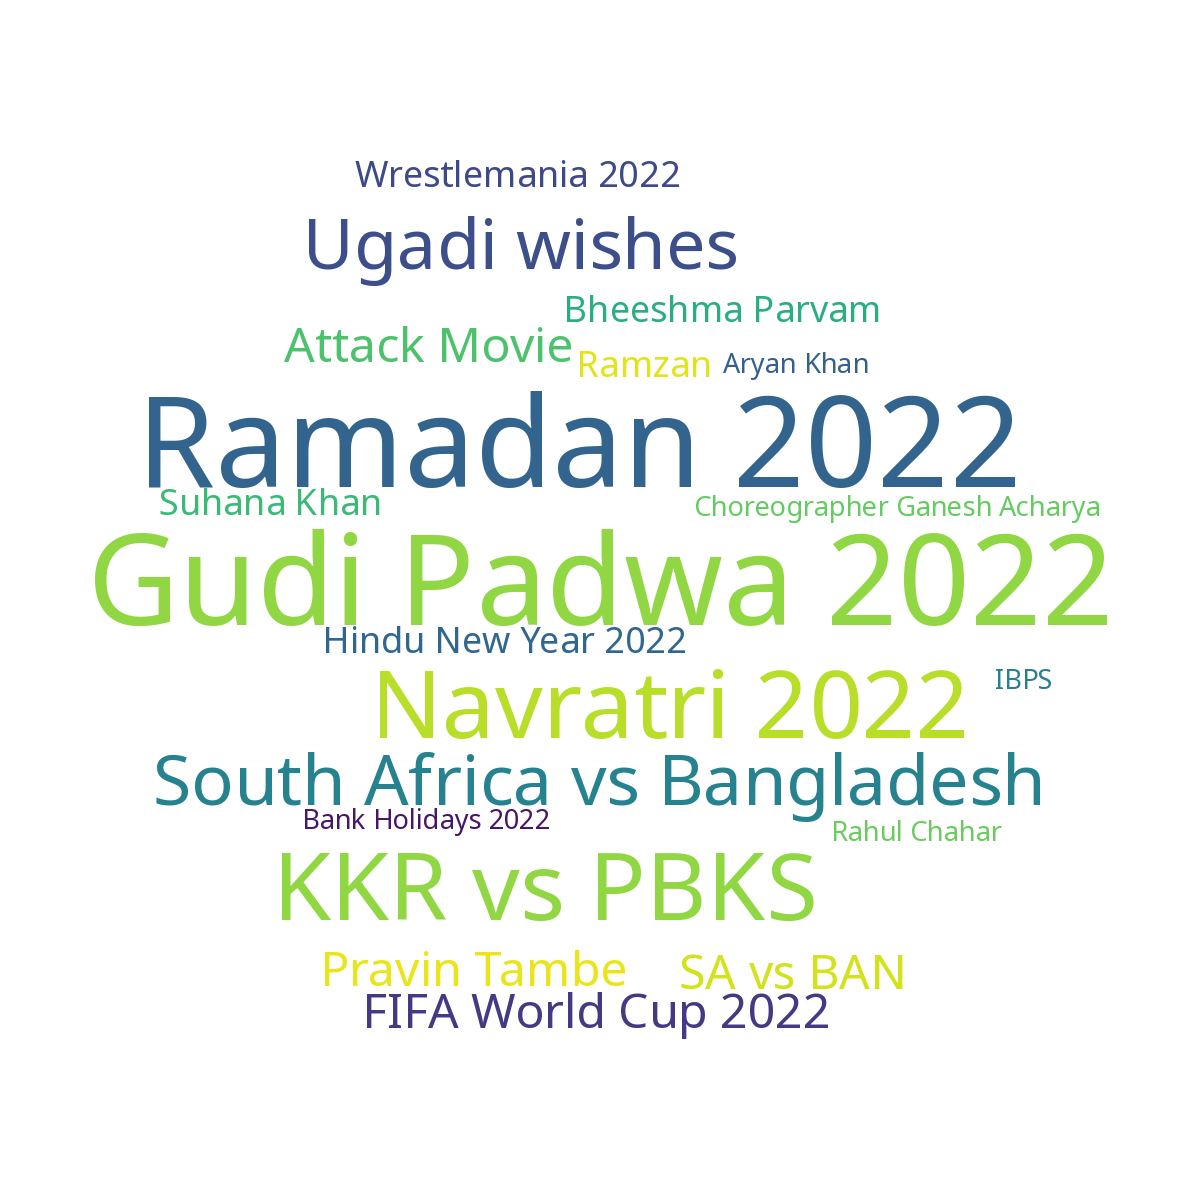 Wrestlemania 2022
Ugadi wishes
Bheeshma Parvam
Attack Movie
Ramzan
Aryan Khan
Ramadan 2022
Suhana Khan
Choreographer Ganesh Acharya
Gudi Padwa 2022
Hindu New Year 2022
Navratri 2022
IBPS
South Africa vs Bangladesh
Bank Holidays 2022
Rahul Chahar
KKR vs PBKS
Pravin Tambe
SA vs BAN
FIFA World Cup 2022